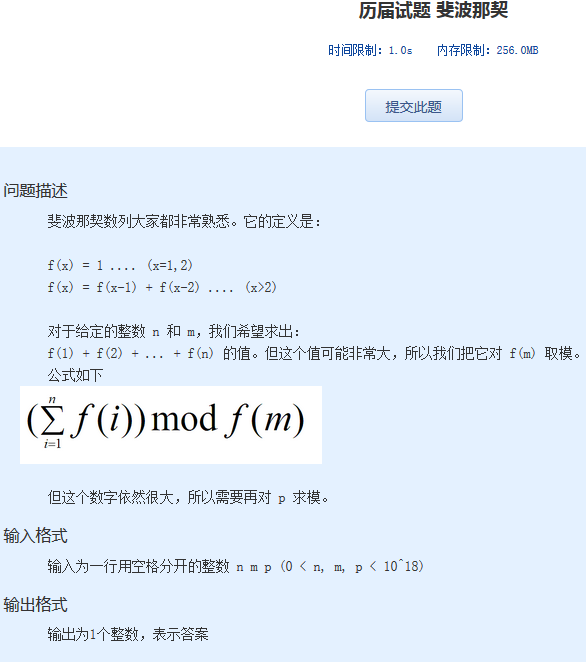 历届试题 斐波那契
时间限制：1.0s 内存限制：256.0MB
提交此题
问题描述
斐波那契数列大家都非常熟悉。它的定义是：
f(x) = 1 .... (x=1,2)
f(x) = f(x-1) + f(x-2) .... (x>2)
对于给定的整数 n 和 m，我们希望求出：
f(1) + f(2) + ... + f(n) 的值。但这个值可能非常大，所以我们把它对 f(m) 取模。
公式如下
(∑_{i=1}^{n} f(i)) mod f(m)
但这个数字依然很大，所以需要再对 p 求模。
输入格式
输入为一行用空格分开的整数 n m p (0 < n, m, p < 10^18)
输出格式
输出为1个整数，表示答案